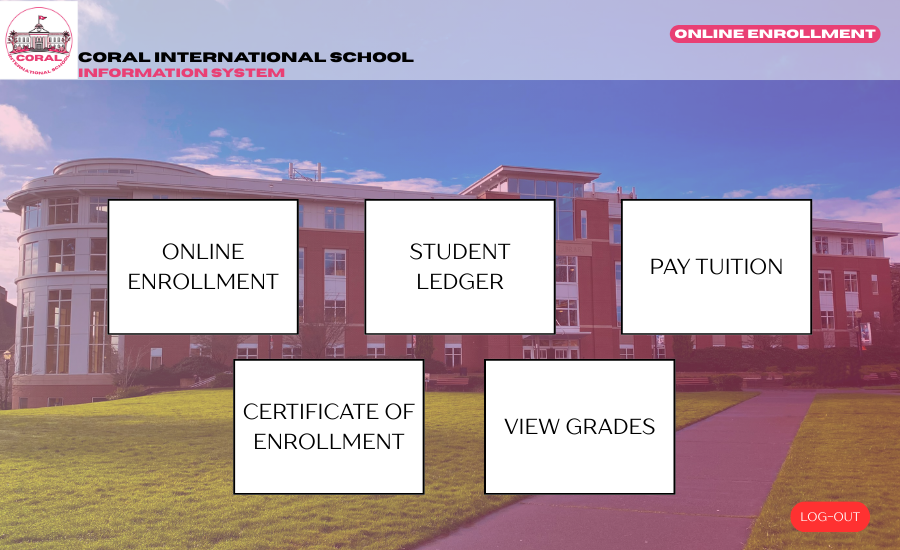 CORAL
INTERNATIONAL SCHOOL
CORAL INTERNATIONAL SCHOOL
INFORMATION SYSTEM
ONLINE ENROLLMENT
ONLINE
ENROLLMENT
STUDENT
LEDGER
PAY TUITION
CERTIFICATE OF
ENROLLMENT
VIEW GRADES
LOG-OUT